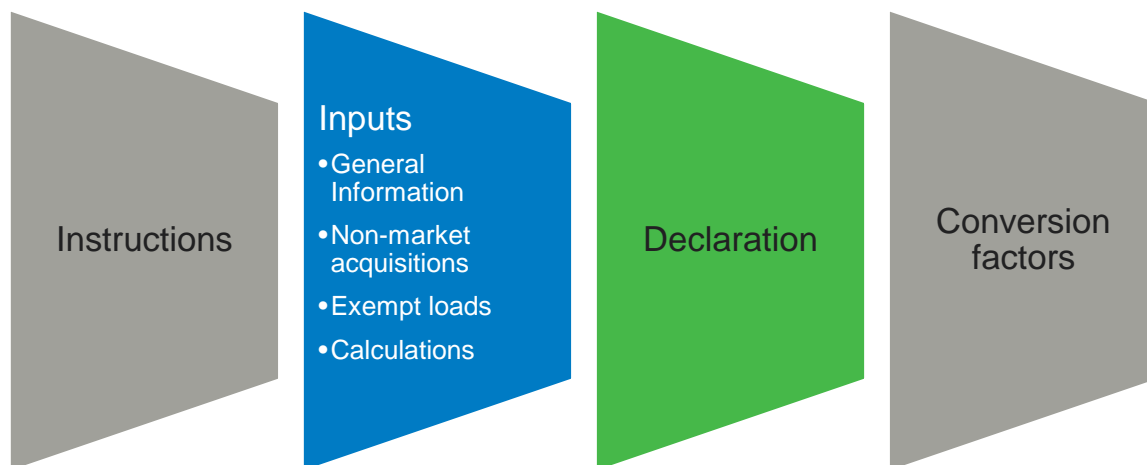 Instructions
Inputs
•General
Information
•Non-market
acquisitions
•Exempt loads
•Calculations
Declaration
Conversion
factors